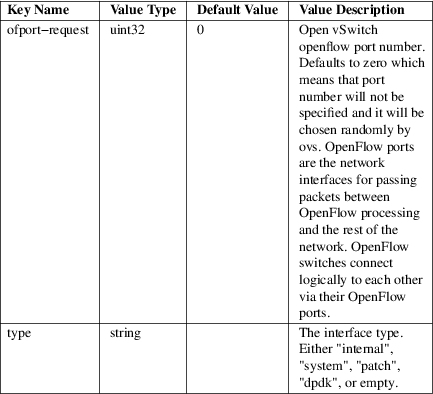 Key Name Value Type Default Value Value Description
ofport−request uint32 0 Open vSwitch
openflow port number.
Defaults to zero which
means that port
number will not be
specified and it will be
chosen randomly by
ovs. OpenFlow ports
are the network
interfaces for passing
packets between
OpenFlow processing
and the rest of the
network. OpenFlow
switches connect
logically to each other
via their OpenFlow
ports.
type string The interface type.
Either "internal",
"system", "patch",
"dpdk", or empty.